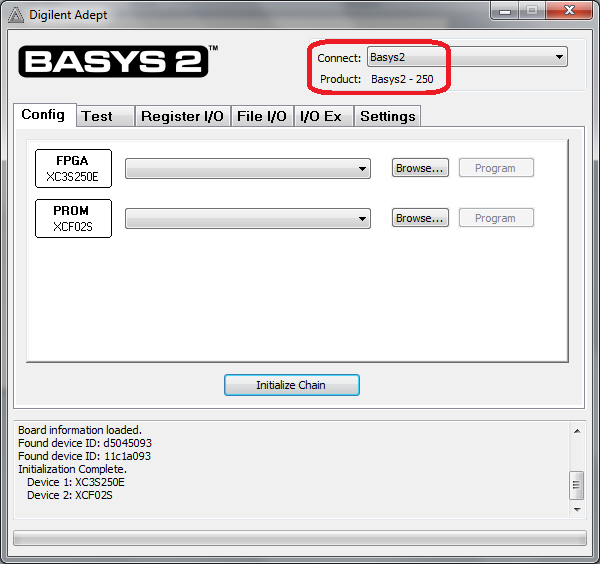 Digilent Adept
BASYS 2™
Connect: Basys2
Product: Basys2 - 250
Config Test Register I/O File I/O I/O Ex Settings
FPGA
XC3S250E
Browse... Program
PROM
XCF02S
Browse... Program
Initialize Chain
Board information loaded.
Found device ID: d5045093
Found device ID: 11c1a093
Initialization Complete.
Device 1: XC3S250E
Device 2: XCF02S